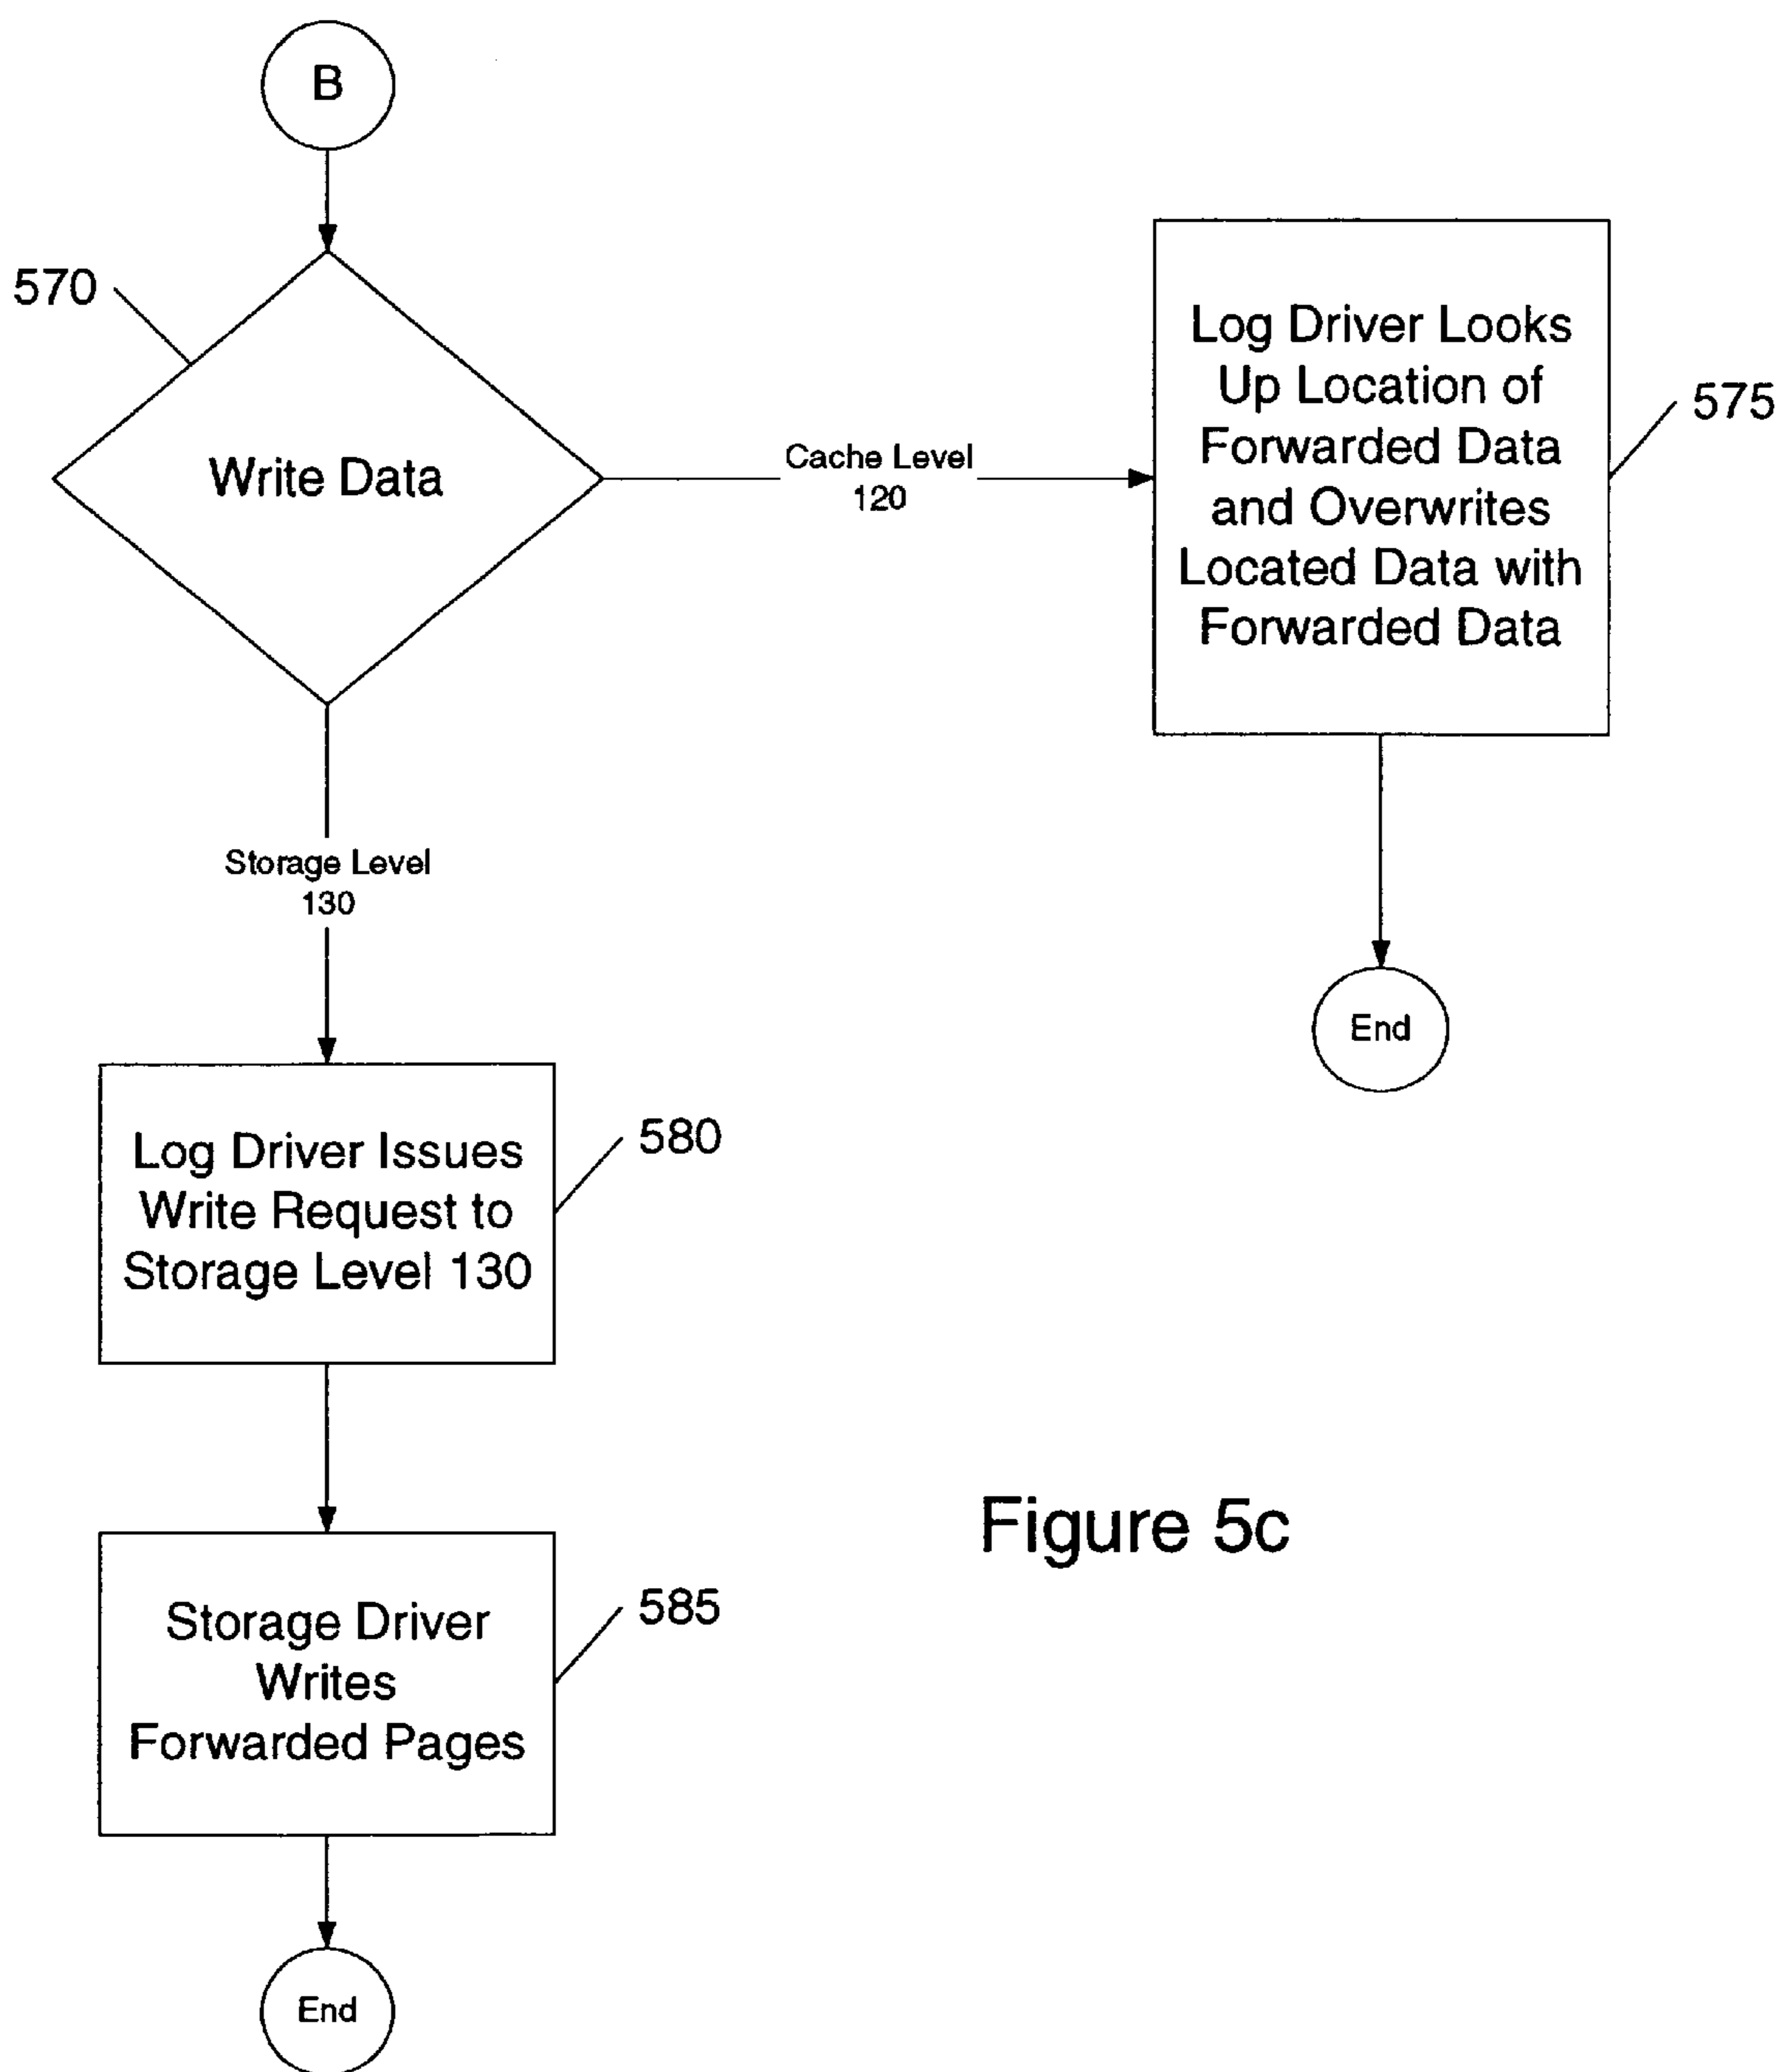 B
570
Write Data
Cache Level
120
Log Driver Looks
Up Location of
Forwarded Data
and Overwrites
Located Data with
Forwarded Data
575
End
Storage Level
130
Log Driver Issues
Write Request to
Storage Level 130
580
Storage Driver
Writes
Forwarded Pages
585
End
Figure 5c